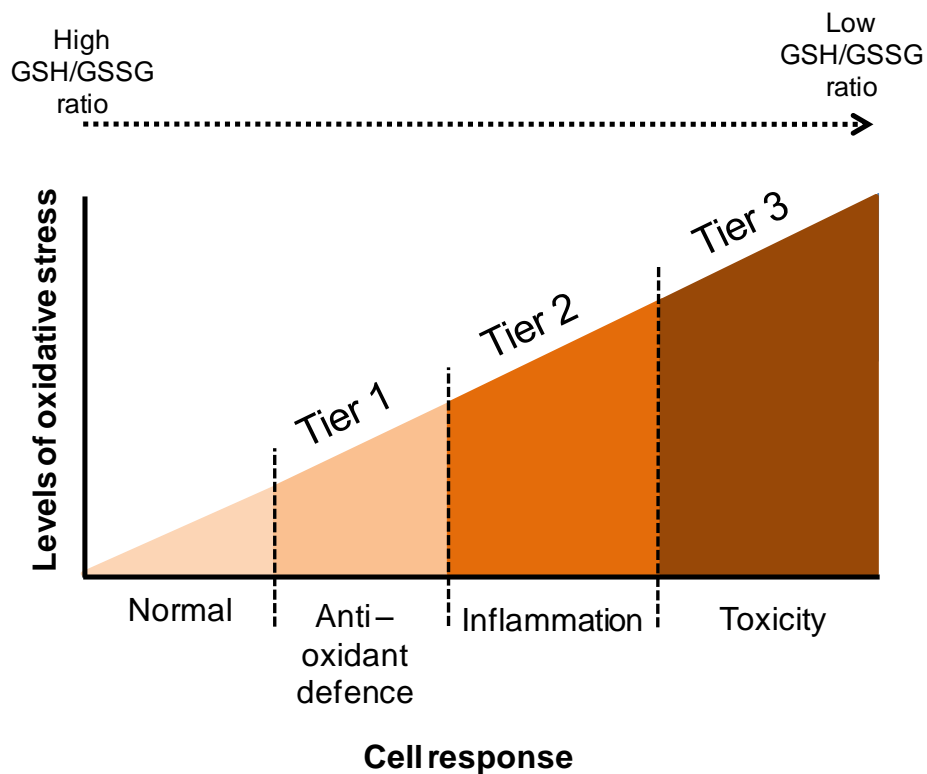 High
GSH/GSSG
ratio
Low
GSH/GSSG
ratio
Levels of oxidative stress
Tier 1
Tier 2
Tier 3
Normal
Anti–
oxidant
defence
Inflammation
Toxicity
Cell response